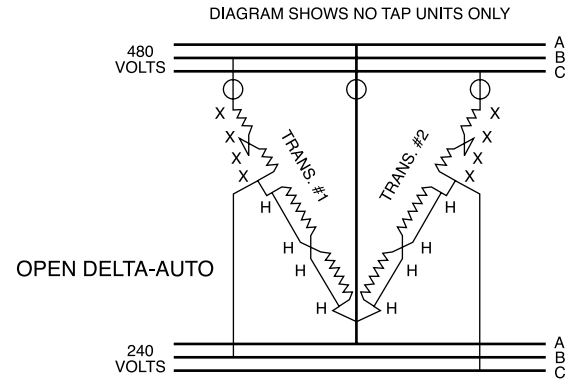 DIAGRAM SHOWS NO TAP UNITS ONLY
480
VOLTS
A
B
C
X
X
X
X
TRANS. #1
TRANS. #2
X
X
X
X
H
H
H
H
H
H
H
H
OPEN DELTA-AUTO
240
VOLTS
A
B
C